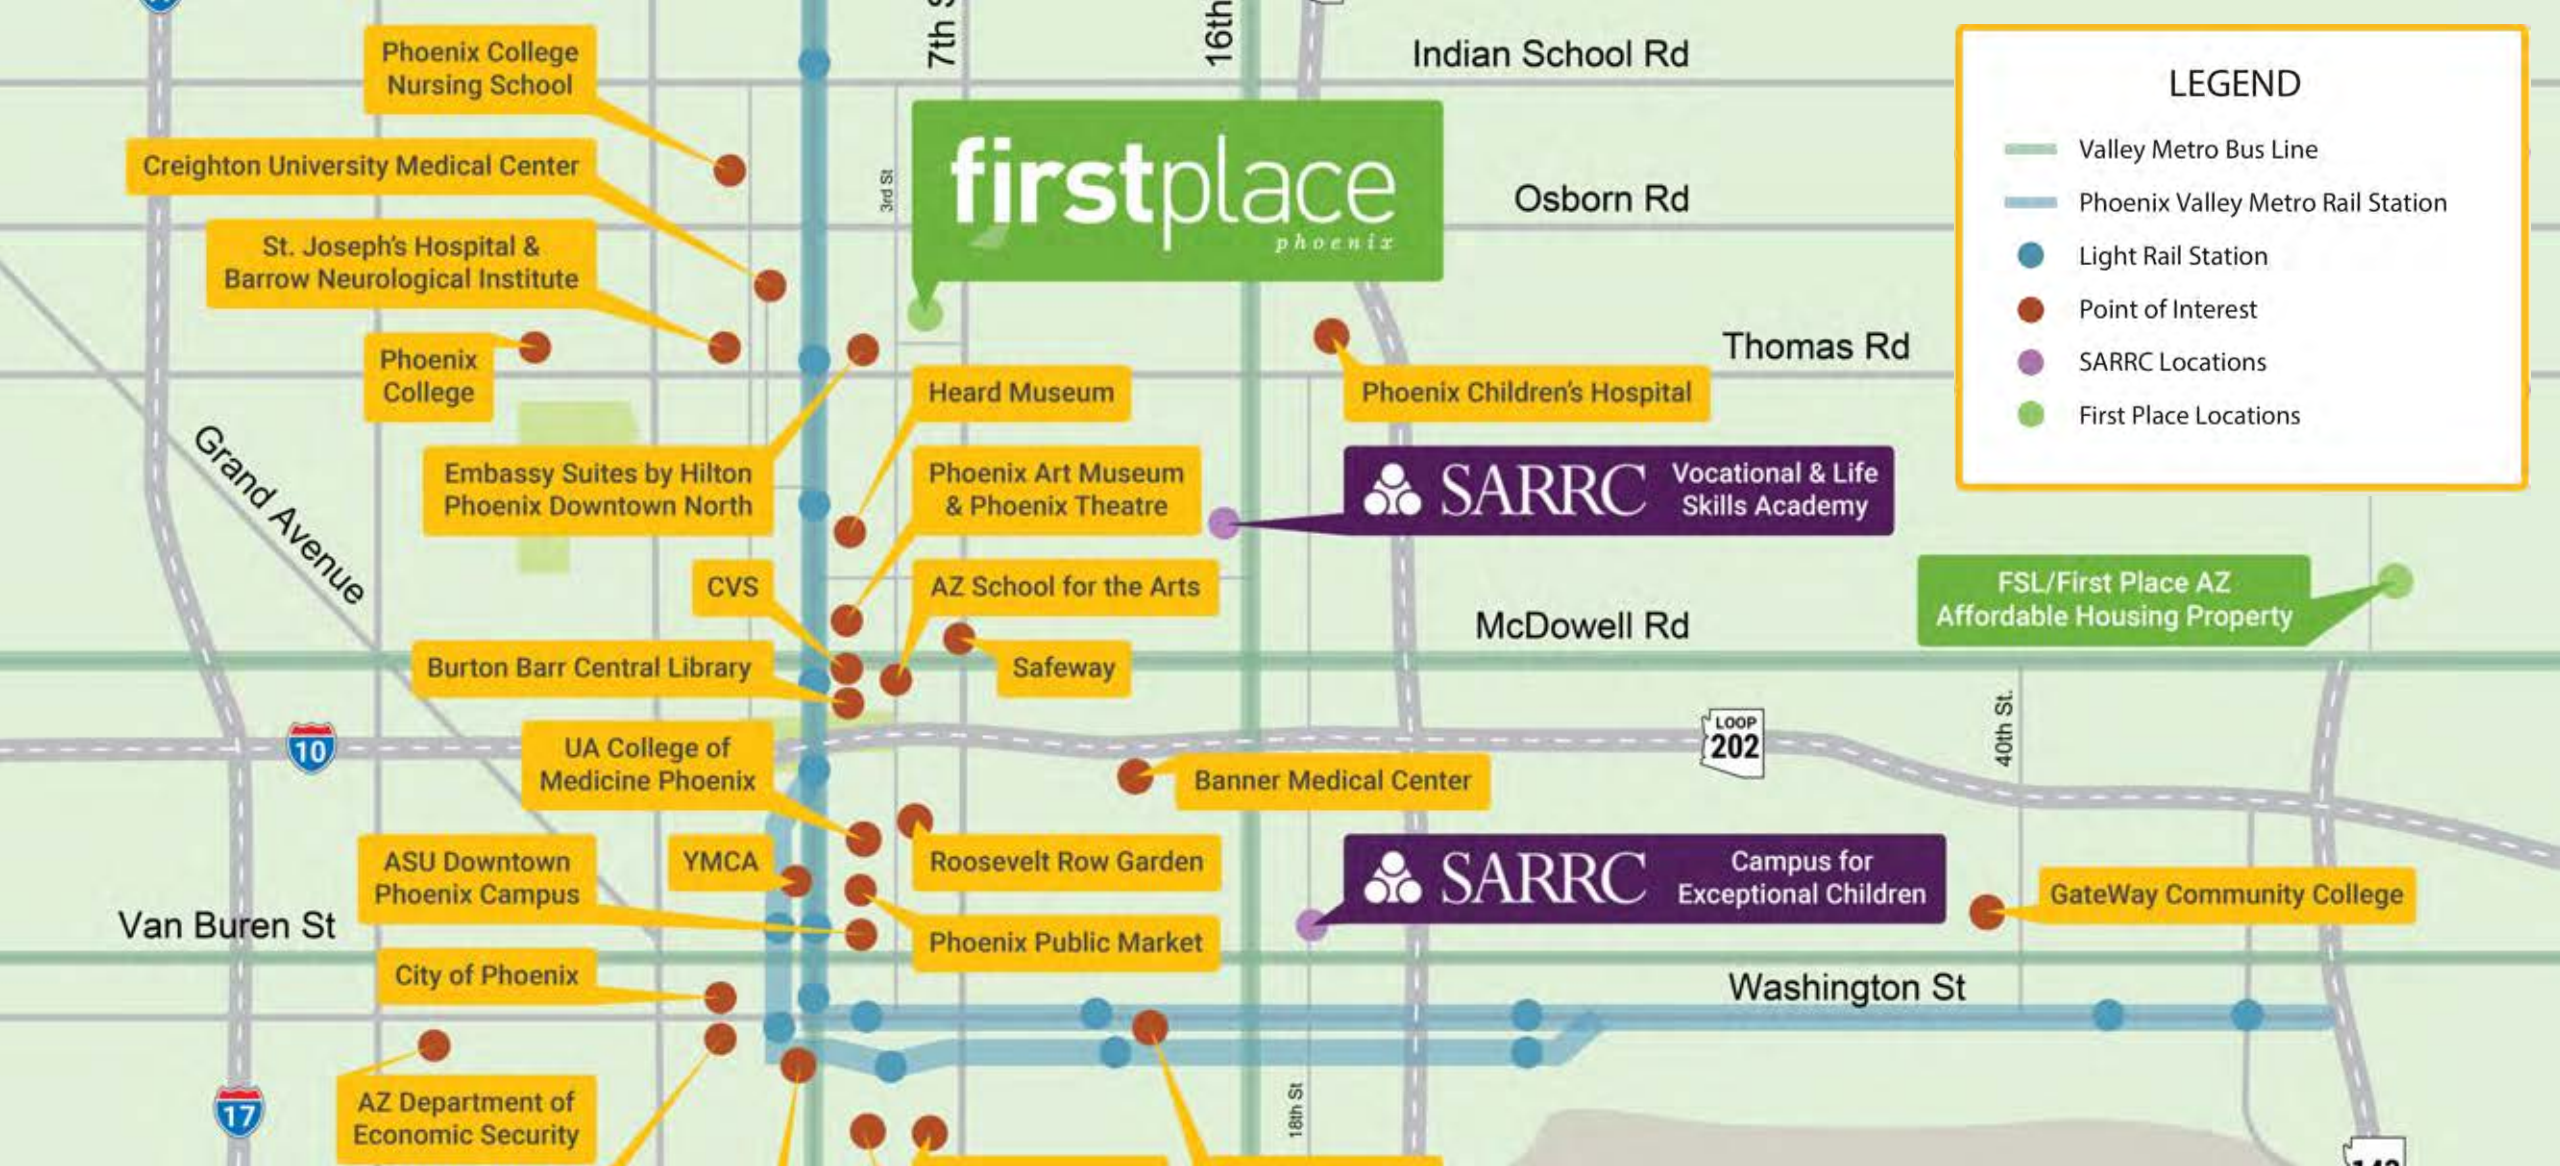 7th S
16th
Indian School Rd
Phoenix College
Nursing School
Creighton University Medical Center
St. Joseph's Hospital &
Barrow Neurological Institute
Phoenix
College
3rd St
firstplace
phoenix
Osborn Rd
Thomas Rd
LEGEND
Valley Metro Bus Line
Phoenix Valley Metro Rail Station
Light Rail Station
Point of Interest
SARRC Locations
First Place Locations
Heard Museum
Phoenix Children's Hospital
Grand Avenue
Embassy Suites by Hilton
Phoenix Downtown North
Phoenix Art Museum
& Phoenix Theatre
SARRC
Vocational & Life
Skills Academy
CVS
AZ School for the Arts
McDowell Rd
FSL/First Place AZ
Affordable Housing Property
Burton Barr Central Library
Safeway
10
UA College of
Medicine Phoenix
LOOP
202
40th St.
Banner Medical Center
ASU Downtown
Phoenix Campus
YMCA
Roosevelt Row Garden
SARRC
Campus for
Exceptional Children
GateWay Community College
Van Buren St
Phoenix Public Market
City of Phoenix
Washington St
17
AZ Department of
Economic Security
18th St